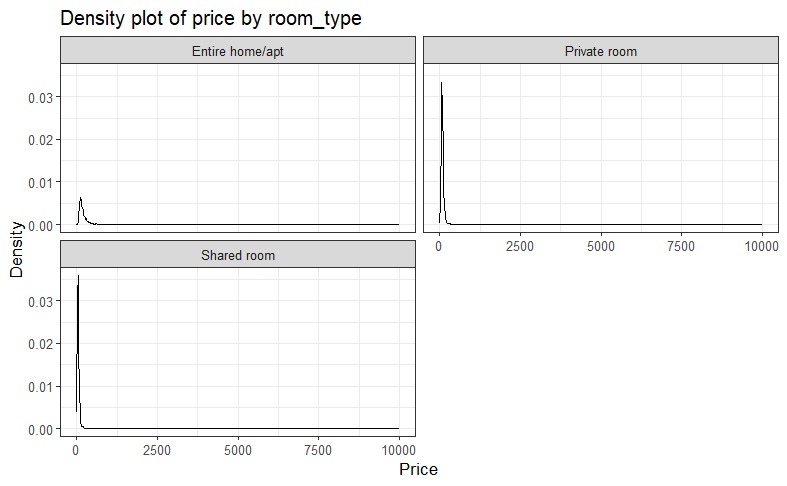 Density plot of price by room_type
Entire home/apt
Private room
0.03
0.02
0.01
0.00
0 2500 5000 7500 10000
Shared room
0.03
0.02
0.01
0.00
0 2500 5000 7500 10000
Density
Price